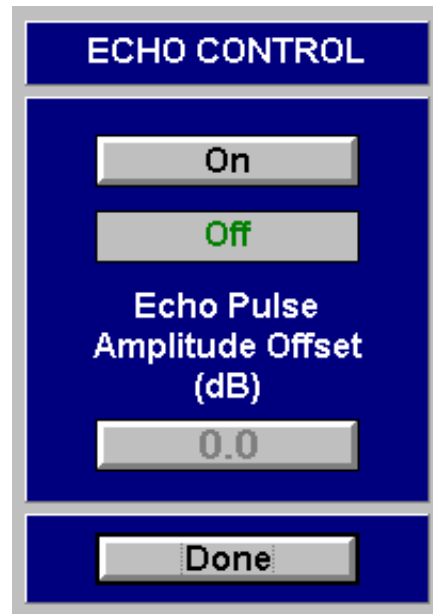 ECHO CONTROL
On
Off
Echo Pulse
Amplitude Offset
(dB)
0.0
Done